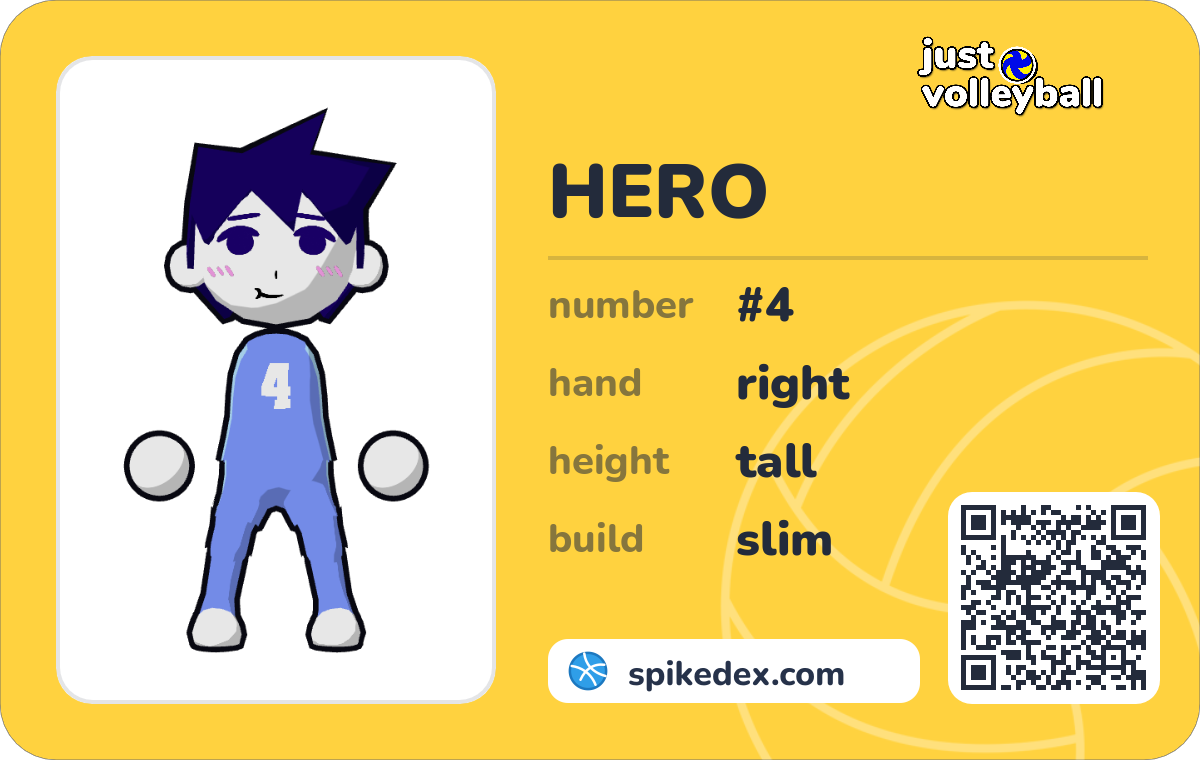 just
volleyball
HERO
number #4
hand right
height tall
build slim
4
spikedex.com